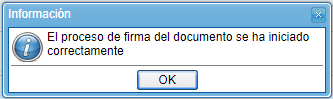 Información
El proceso de firma del documento se ha iniciado
correctamente
OK